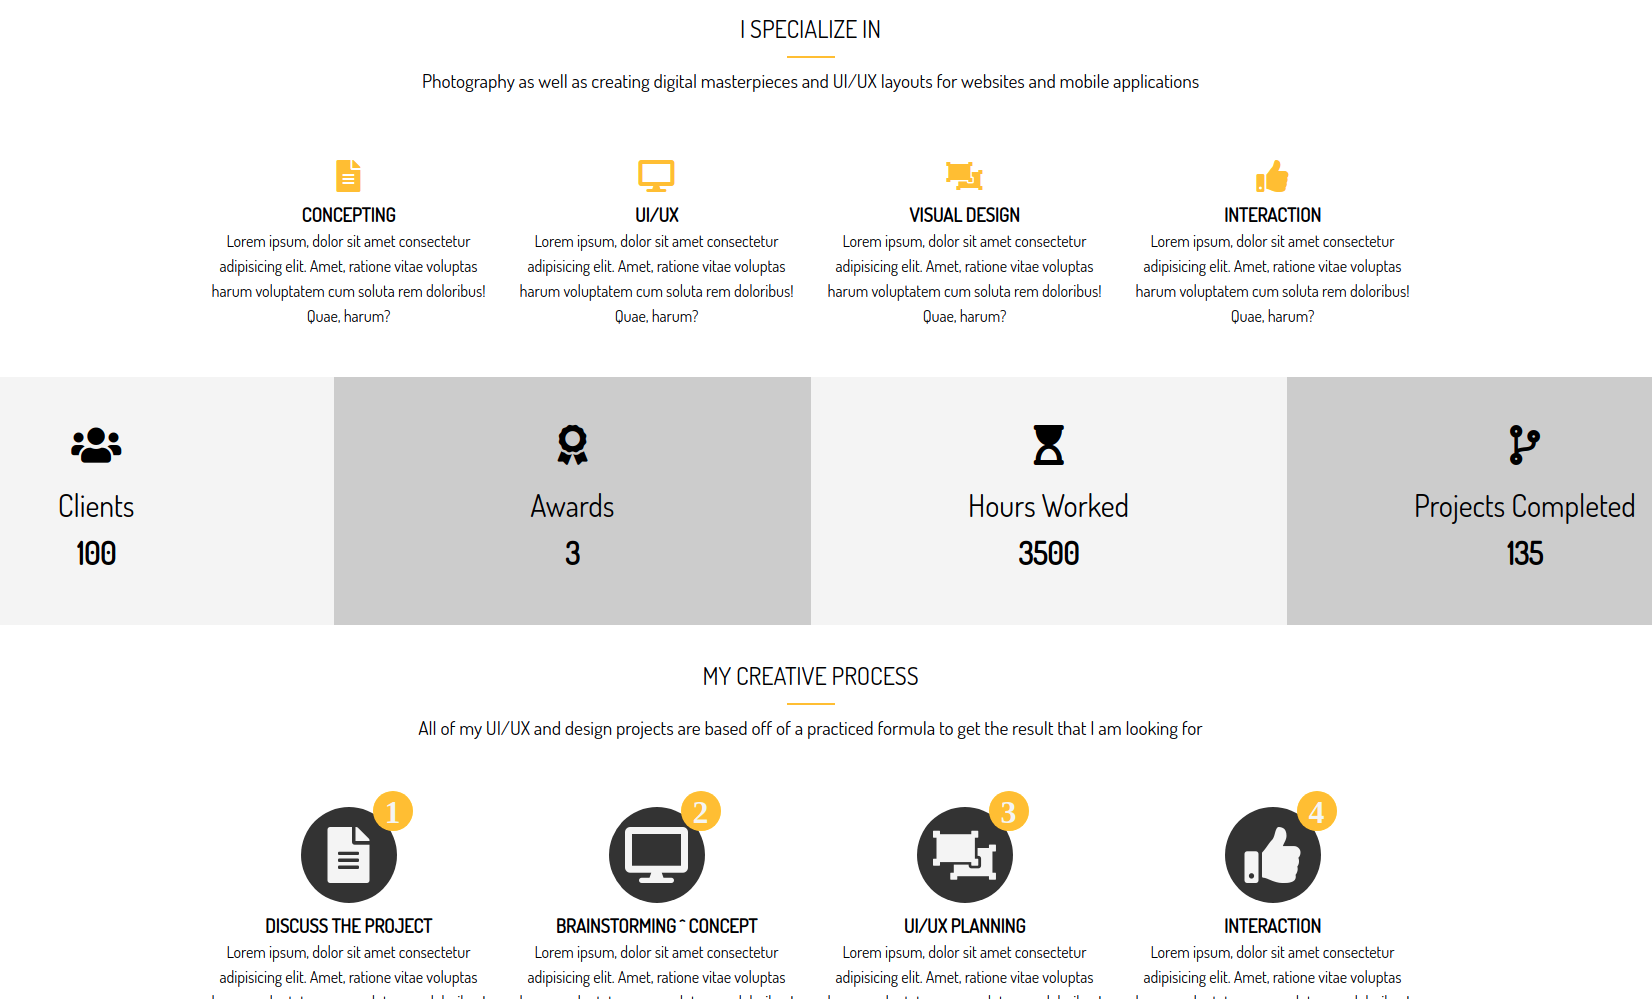 I SPECIALIZE IN
Photography as well as creating digital masterpieces and UI/UX layouts for websites and mobile applications
CONCEPTING
Lorem ipsum, dolor sit amet consectetur
adipisicing elit. Amet, ratione vitae voluptas
harum voluptatem cum soluta rem doloribus!
Quae, harum?
UI/UX
Lorem ipsum, dolor sit amet consectetur
adipisicing elit. Amet, ratione vitae voluptas
harum voluptatem cum soluta rem doloribus!
Quae, harum?
VISUAL DESIGN
Lorem ipsum, dolor sit amet consectetur
adipisicing elit. Amet, ratione vitae voluptas
harum voluptatem cum soluta rem doloribus!
Quae, harum?
INTERACTION
Lorem ipsum, dolor sit amet consectetur
adipisicing elit. Amet, ratione vitae voluptas
harum voluptatem cum soluta rem doloribus!
Quae, harum?
Clients
100
Awards
3
Hours Worked
3500
Projects Completed
135
MY CREATIVE PROCESS
All of my UI/UX and design projects are based off of a practiced formula to get the result that I am looking for
1
DISCUSS THE PROJECT
Lorem ipsum, dolor sit amet consectetur
adipisicing elit. Amet, ratione vitae voluptas
2
BRAINSTORMING ^ CONCEPT
Lorem ipsum, dolor sit amet consectetur
adipisicing elit. Amet, ratione vitae voluptas
3
UI/UX PLANNING
Lorem ipsum, dolor sit amet consectetur
adipisicing elit. Amet, ratione vitae voluptas
4
INTERACTION
Lorem ipsum, dolor sit amet consectetur
adipisicing elit. Amet, ratione vitae voluptas